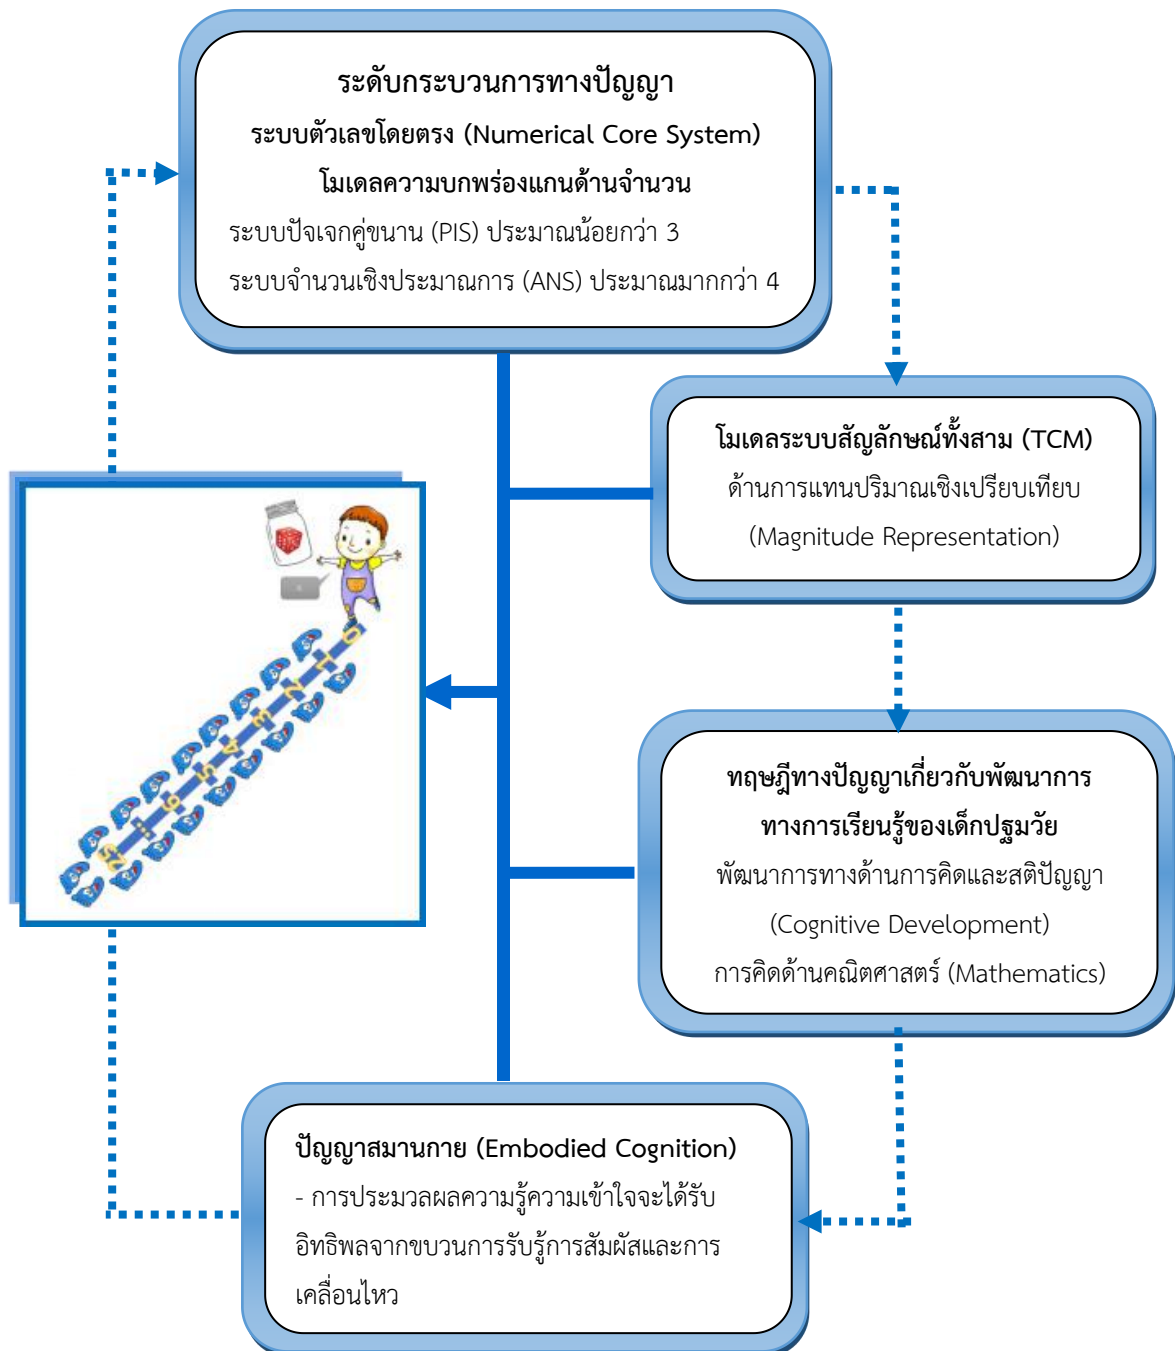 ระดับกระบวนการทางปัญญา
ระบบตัวเลขโดยตรง (Numerical Core System)
โมเดลความบกพร่องแกนด้านจำนวน
ระบบปัจเจกคู่ขนาน (PIS) ประมาณน้อยกว่า 3
ระบบจำนวนเชิงประมาณการ (ANS) ประมาณมากกว่า 4
โมเดลระบบสัญลักษณ์ทั้งสาม (TCM)
ด้านการแทนปริมาณเชิงเปรียบเทียบ
(Magnitude Representation)
0
1
2
3
4
5
6
...
25
ทฤษฎีทางปัญญาเกี่ยวกับพัฒนาการ
ทางการเรียนรู้ของเด็กปฐมวัย
พัฒนาการทางด้านการคิดและสติปัญญา
(Cognitive Development)
การคิดด้านคณิตศาสตร์ (Mathematics)
ปัญญาสมานกาย (Embodied Cognition)
- การประมวลผลความรู้ความเข้าใจจะได้รับ
อิทธิพลจากขบวนการรับรู้การสัมผัสและการ
เคลื่อนไหว